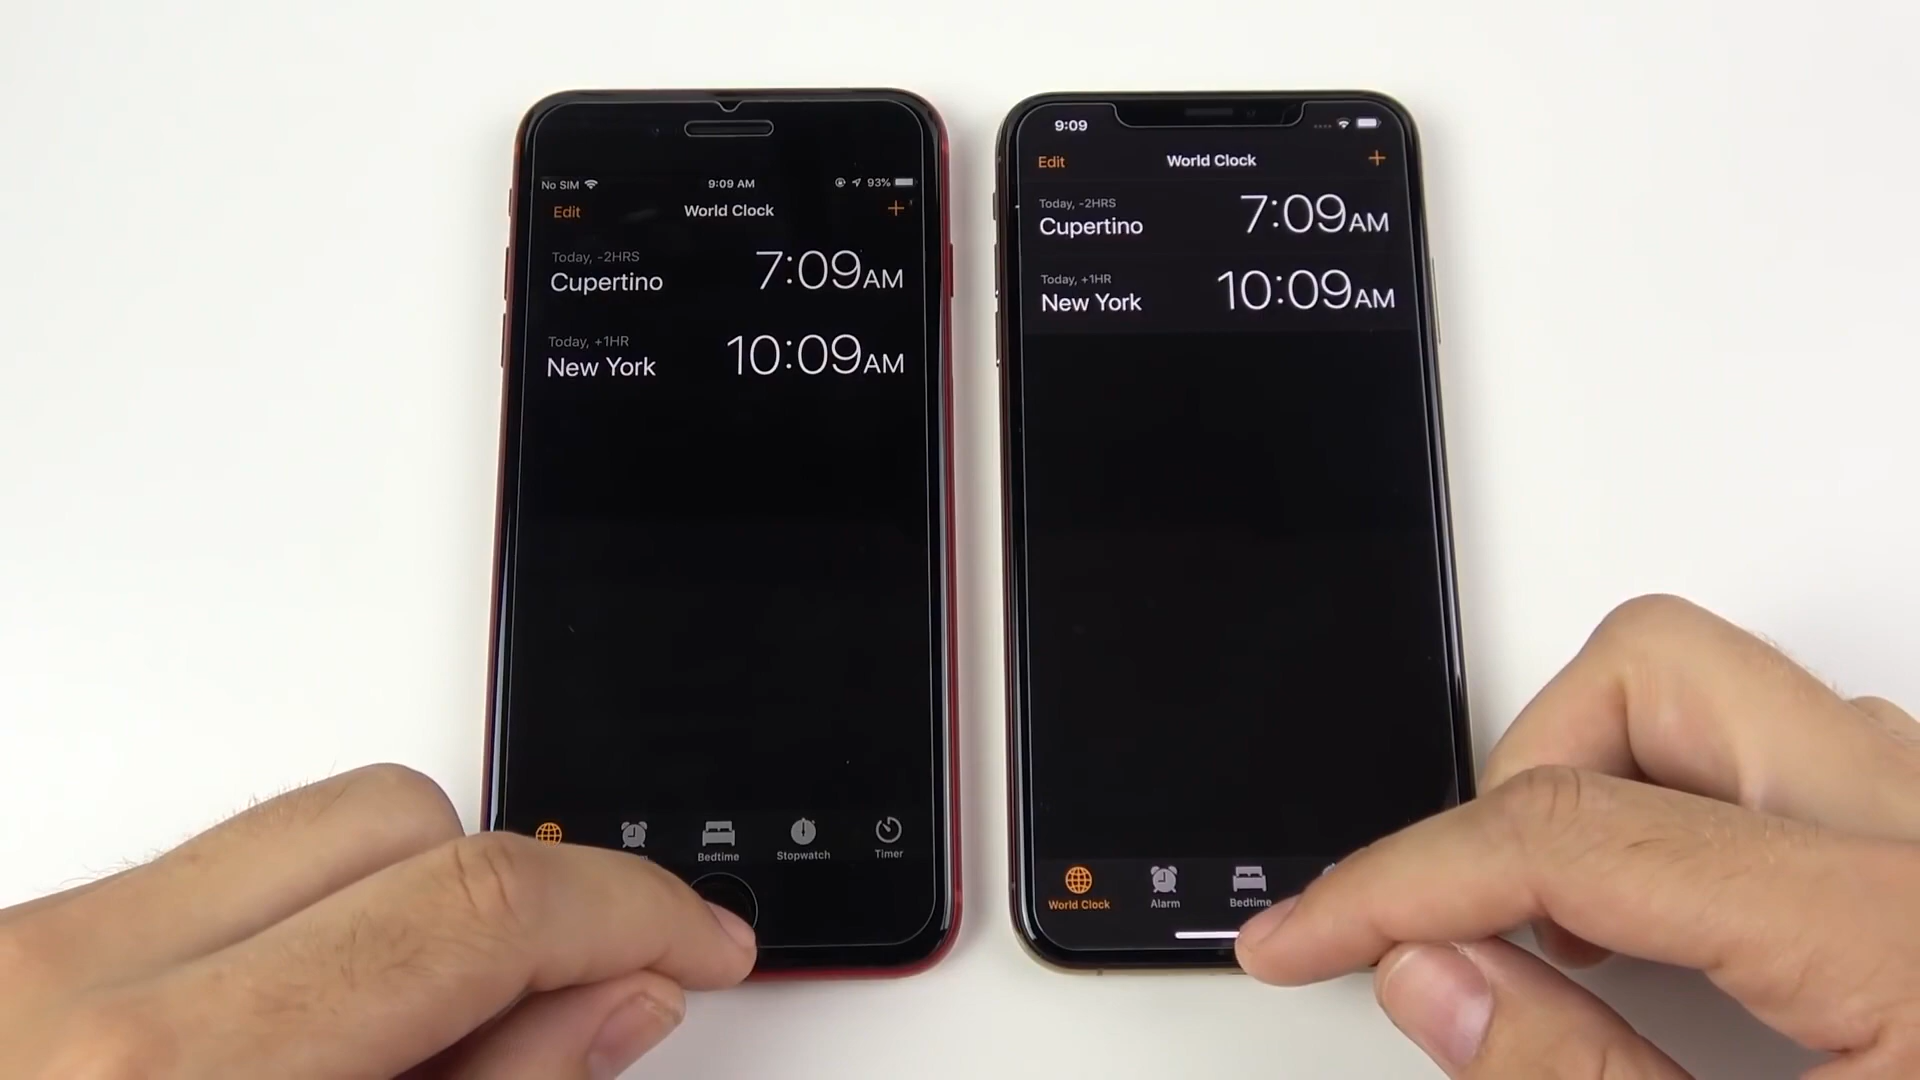 No SIM 9:09 AM 93%
Edit World Clock +
Today, -2HRS
Cupertino 7:09AM
Today, +1HR
New York 10:09AM
Bedtime Stopwatch Timer
9:09
Edit World Clock +
Today, -2HRS
Cupertino 7:09AM
Today, +1HR
New York 10:09AM
World Clock Alarm Bedtime